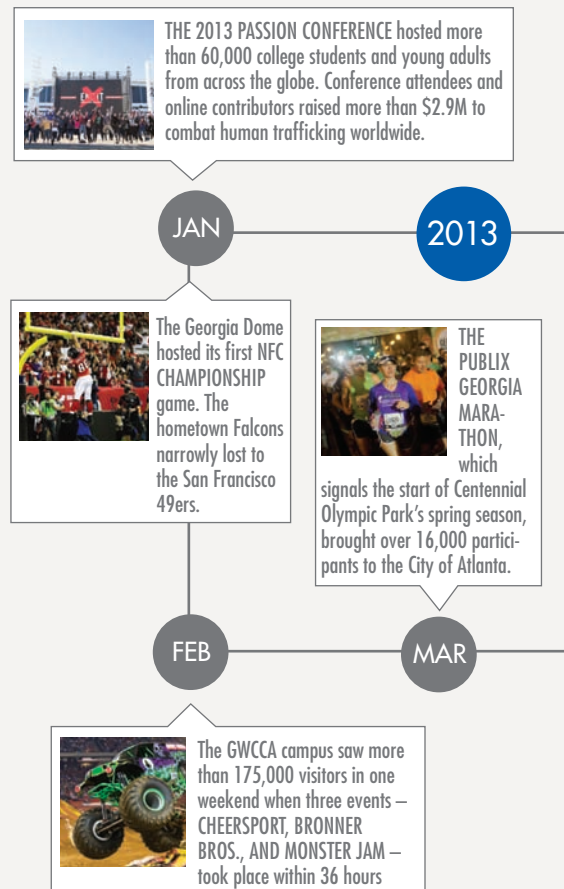 THE 2013 PASSION CONFERENCE hosted more
than 60,000 college students and young adults
from across the globe. Conference attendees and
online contributors raised more than $2.9M to
combat human trafficking worldwide.
JAN
2013
The Georgia Dome
hosted its first NFC
CHAMPIONSHIP
game. The
hometown Falcons
narrowly lost to
the San Francisco
49ers.
THE
PUBLIX
GEORGIA
MARA-
THON,
which
signals the start of Centennial
Olympic Park’s spring season,
brought over 16,000 partici-
pants to the City of Atlanta.
FEB
MAR
The GWCCA campus saw more
than 175,000 visitors in one
weekend when three events –
CHEERSPORT, BRONNER
BROS., AND MONSTER JAM –
took place within 36 hours